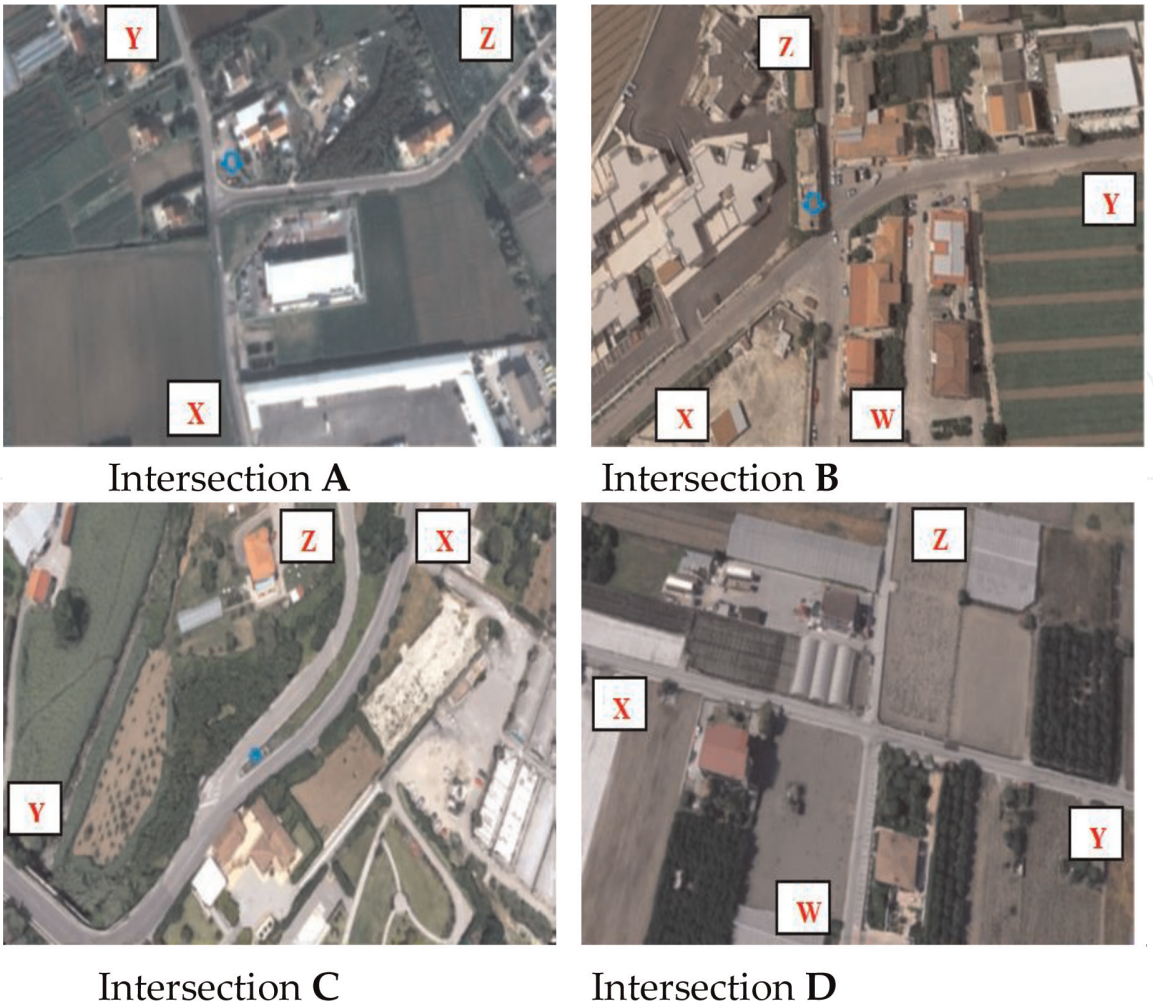 Y
Z
X
Intersection A
Z
Y
X
W
Intersection B
Z
X
Y
Intersection C
Z
X
Y
W
Intersection D